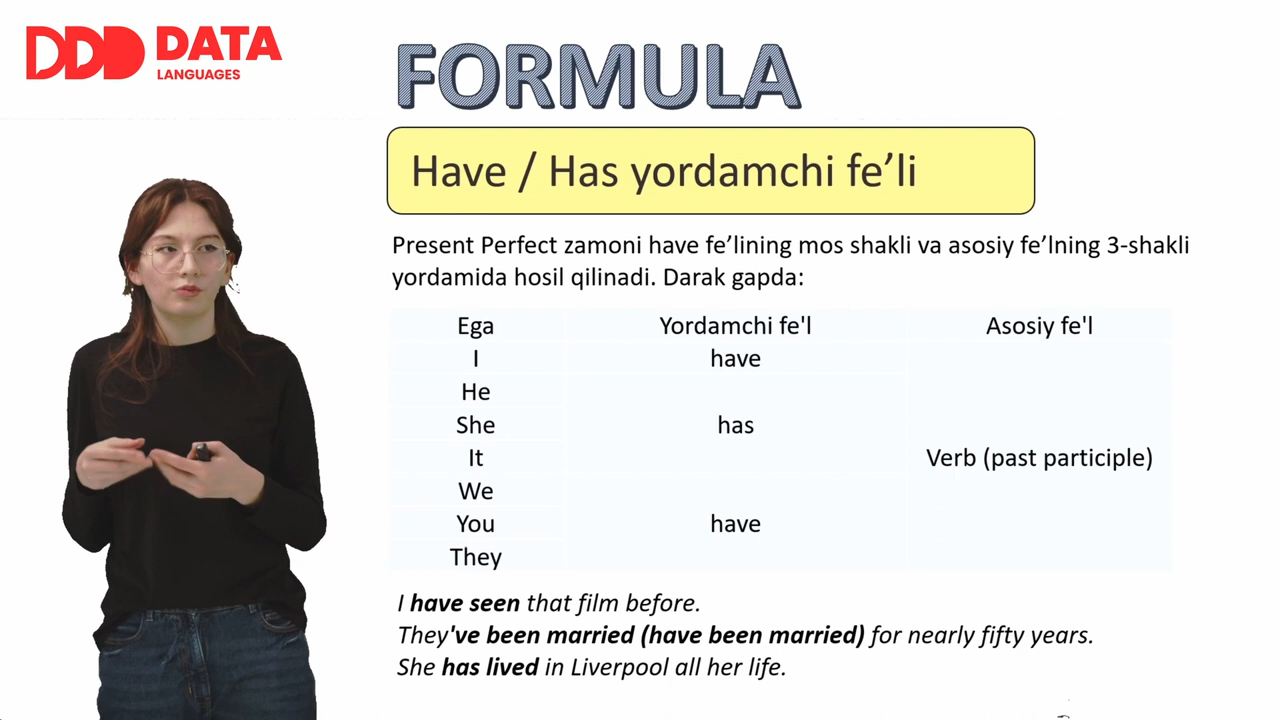 DDD DATA
LANGUAGES
FORMULA
Have / Has yordamchi fe’li
Present Perfect zamoni have fe’lining mos shakli va asosiy fe’lning 3-shakli
yordamida hosil qilinadi. Darak gapda:
Ega Yordamchi fe'l Asosiy fe'l
I have
He
She has
It Verb (past participle)
We
You have
They
I have seen that film before.
They've been married (have been married) for nearly fifty years.
She has lived in Liverpool all her life.